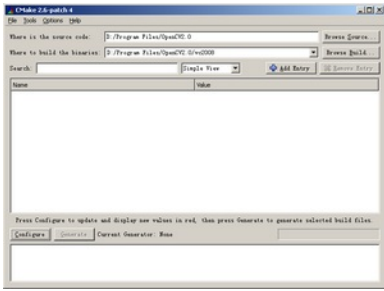 CMake 2.6-patch 4
File Tools Options Help
Where is the source code: D:/Program Files/OpenCV2.0 Browse Source...
Where to build the binaries: D:/Program Files/OpenCV2.0/vs2008 Browse Build...
Search: Simple View Add Entry Remove Entry
Name Value
Press Configure to update and display new values in red, then press Generate to generate selected build files.
Configure Generate Current Generator: None